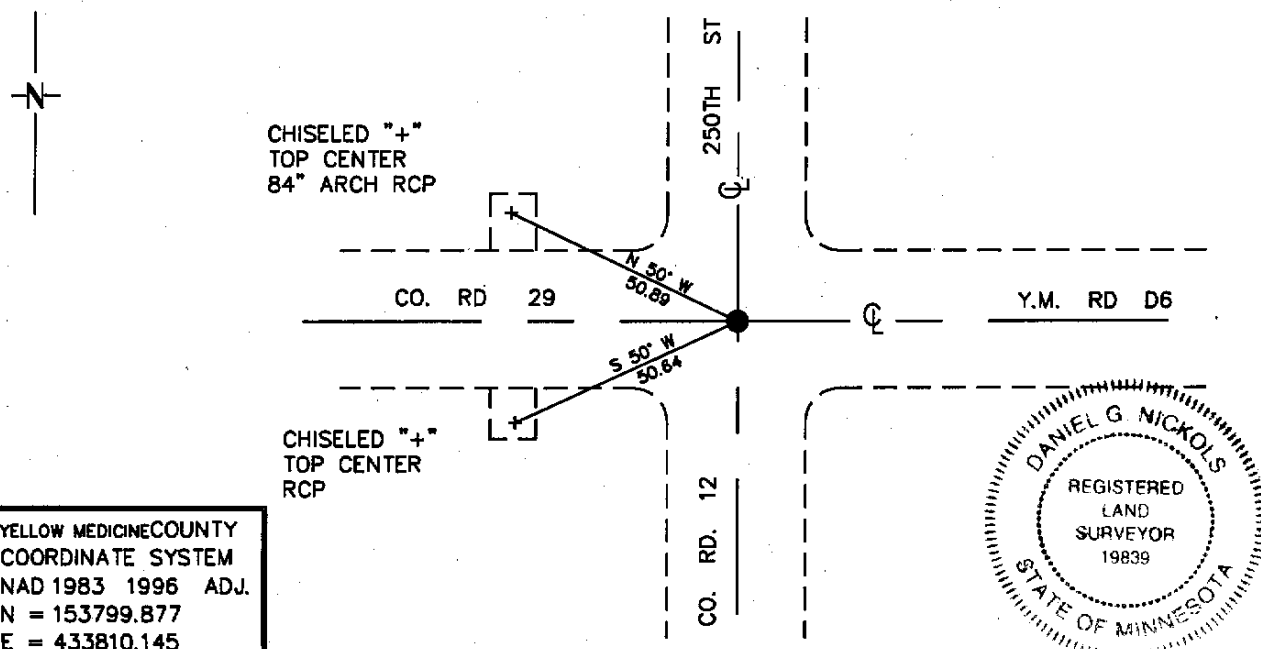 N
CHISELED "+"
TOP CENTER
84" ARCH RCP
250TH ST
℄
N 50° W
50.89
CO. RD 29
℄
Y.M. RD D6
S 50° W
50.64
CHISELED "+"
TOP CENTER
RCP
CO. RD. 12
DANIEL G. NICKOLS
REGISTERED
LAND
SURVEYOR
19839
STATE OF MINNESOTA
YELLOW MEDICINECOUNTY
COORDINATE SYSTEM
NAD 1983 1996 ADJ.
N = 153799.877
E = 433810.145